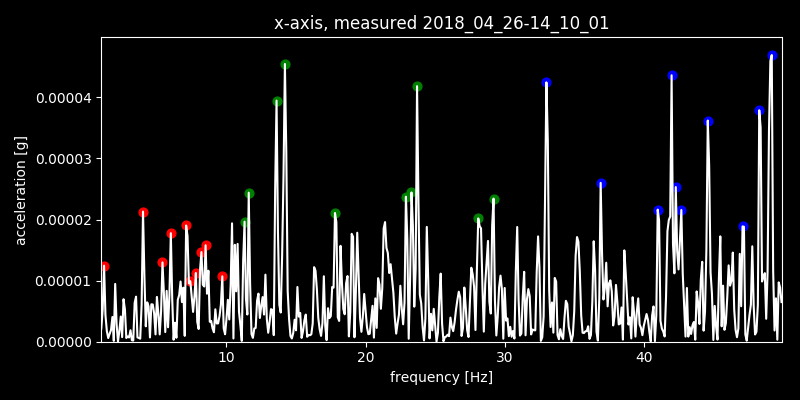 x-axis, measured 2018_04_26-14_10_01
0.00004
0.00003
0.00002
0.00001
0.00000
acceleration [g]
10 20 30 40
frequency [Hz]